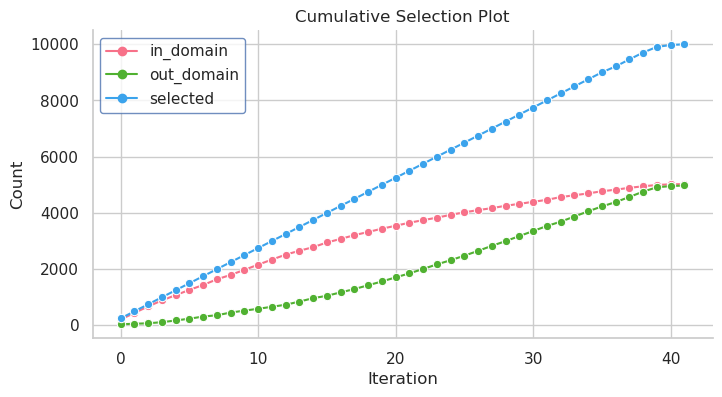 Cumulative Selection Plot
in_domain
out_domain
selected
10000
8000
6000
4000
2000
0
Count
0 10 20 30 40
Iteration